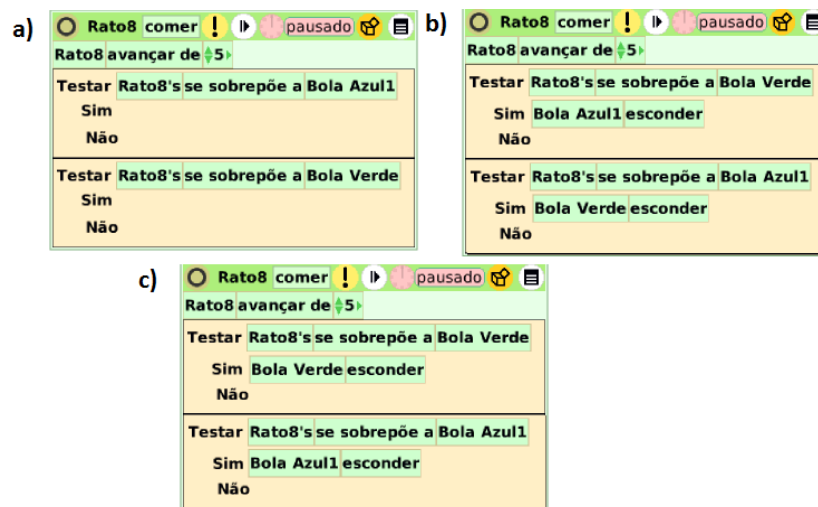 a)
Rato8 comer ! pausado
Rato8 avançar de 5
Testar Rato8's se sobrepõe a Bola Azul1
Sim
Não
Testar Rato8's se sobrepõe a Bola Verde
Sim
Não
b)
Rato8 comer ! pausado
Rato8 avançar de 5
Testar Rato8's se sobrepõe a Bola Verde
Sim Bola Azul1 esconder
Não
Testar Rato8's se sobrepõe a Bola Azul1
Sim Bola Verde esconder
Não
c)
Rato8 comer ! pausado
Rato8 avançar de 5
Testar Rato8's se sobrepõe a Bola Verde
Sim Bola Verde esconder
Não
Testar Rato8's se sobrepõe a Bola Azul1
Sim Bola Azul1 esconder
Não